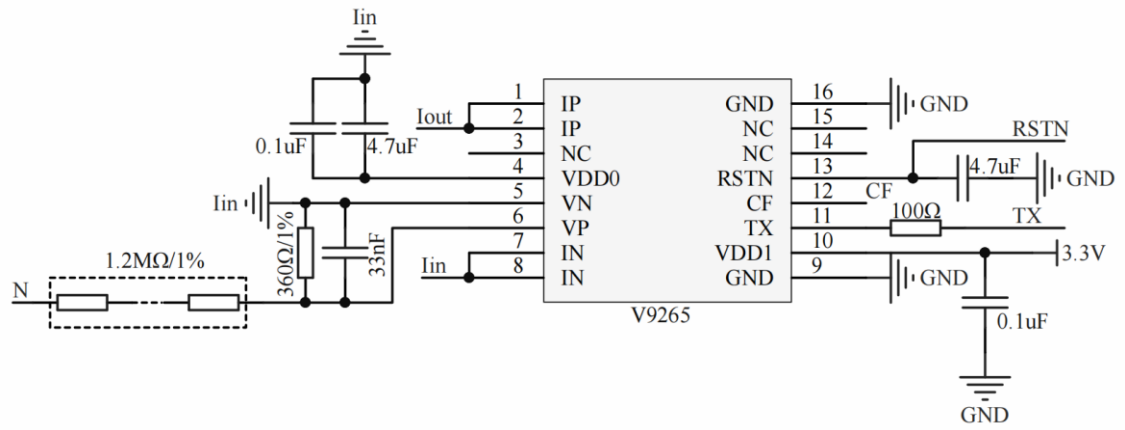 Iin
0.1uF 4.7uF
Iout
1 IP GND 16 GND
2 IP NC 15
3 NC NC 14
4 VDD0 RSTN 13
5 VN CF 12 CF
6 VP TX 11
7 IN VDD1 10
8 IN GND 9 GND
V9265
RSTN
4.7uF GND
100Ω TX
3.3V
0.1uF
GND
Iin
360Ω/1%
33nF
Iin
1.2MΩ/1%
N